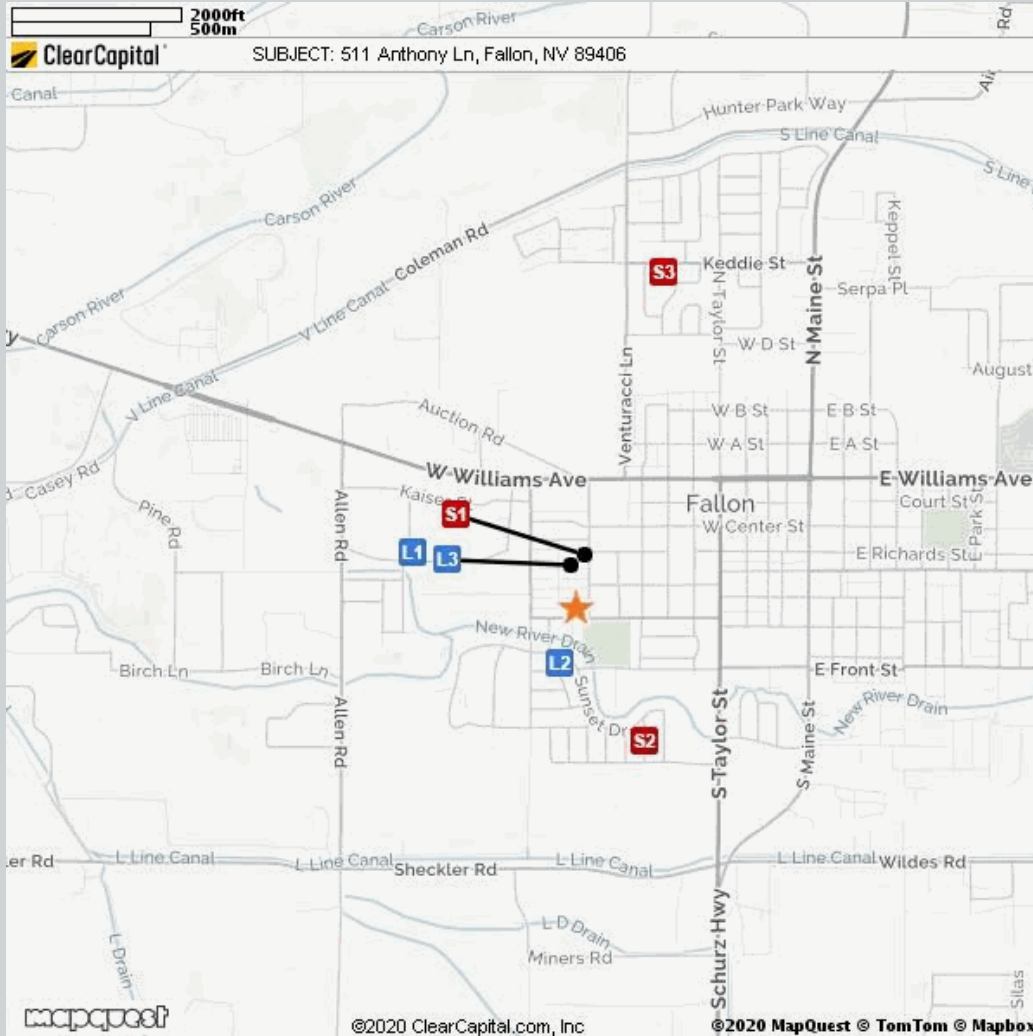 2000ft
500m
Carson River
Rd
ClearCapital
SUBJECT: 511 Anthony Ln, Fallon, NV 89406
Canal
Hunter Park Way
S Line Canal
S Line
Carson River
Keppel St
Coleman Rd
V Line Canal
S3
Keddie St
N Taylor St
N Maine St
Serpa Pl
Carson River
W D St
Venturacci Ln
August
V Line Canal
Auction Rd
W B St
E B St
W A St
E A St
Casey Rd
W Williams Ave
E Williams Ave
Kaiser St
Fallon
Court St
Park St
Pine Rd
Allen Rd
S1
W Center St
L1
L3
E Richards St
New River Drain
L2
Birch Ln
Birch Ln
E Front St
Sunset Dr
New River Drain
Allen Rd
S2
S Taylor St
S Maine St
ler Rd
L Line Canal
L Line Canal
Sheckler Rd
L Line Canal
L Line Canal
Wildes Rd
L Drain
L D Drain
Miners Rd
Schurz Hwy
Silas
mapquest
©2020 ClearCapital.com, Inc
©2020 MapQuest © TomTom © Mapbo